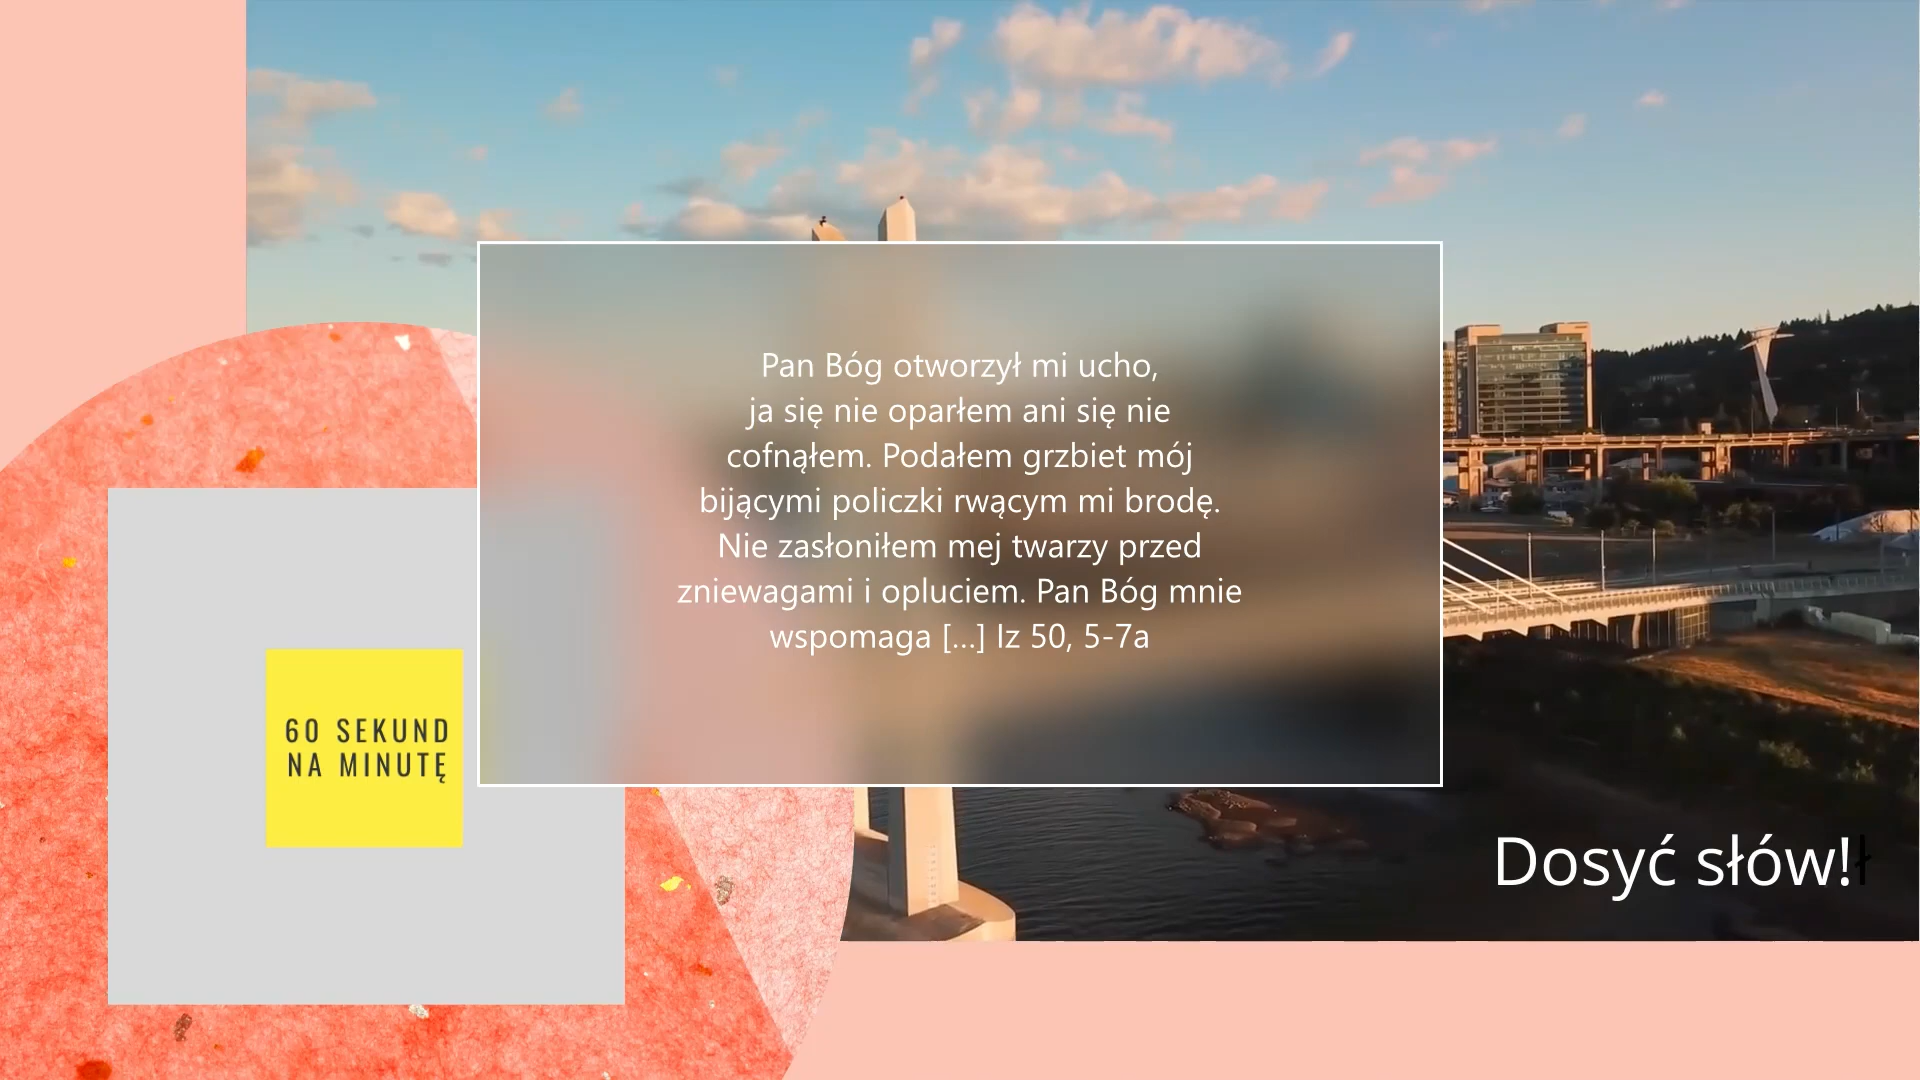 Pan Bóg otworzył mi ucho,
ja się nie oparłem ani się nie
cofnąłem. Podałem grzbiet mój
bijącymi policzki rwącym mi brodę.
Nie zasłoniłem mej twarzy przed
zniewagami i opluciem. Pan Bóg mnie
wspomaga [...] Iz 50, 5-7a
60 SEKUND
NA MINUTĘ
Dosyć słów!ł